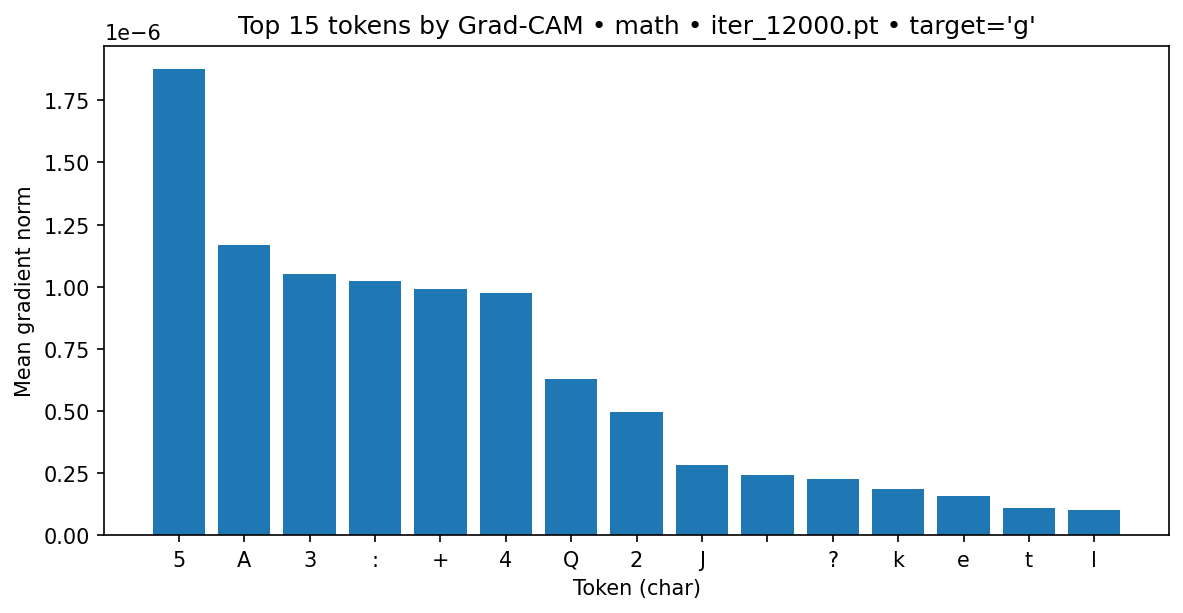 Top 15 tokens by Grad-CAM • math • iter_12000.pt • target='g'
1e−6
1.75
1.50
1.25
1.00
0.75
0.50
0.25
0.00
Mean gradient norm
5 A 3 : + 4 Q 2 J ? k e t l
Token (char)